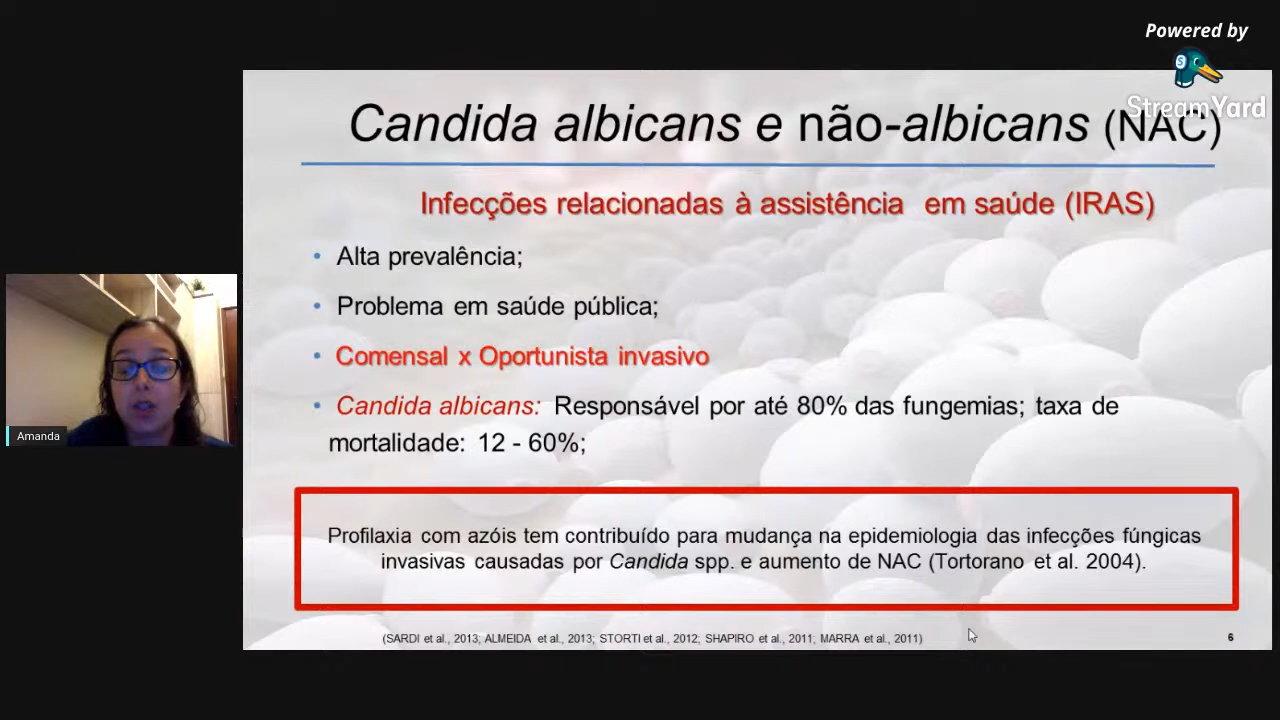 Powered by
StreamYard
Candida albicans e não-albicans (NAC)
Infecções relacionadas à assistência em saúde (IRAS)
• Alta prevalência;
• Problema em saúde pública;
• Comensal x Oportunista invasivo
• Candida albicans: Responsável por até 80% das fungemias; taxa de
mortalidade: 12 - 60%;
Amanda
Profilaxia com azóis tem contribuído para mudança na epidemiologia das infecções fúngicas
invasivas causadas por Candida spp. e aumento de NAC (Tortorano et al. 2004).
(SARDI et al., 2013; ALMEIDA et al., 2013; STORTI et al., 2012; SHAPIRO et al., 2011; MARRA et al., 2011)
6